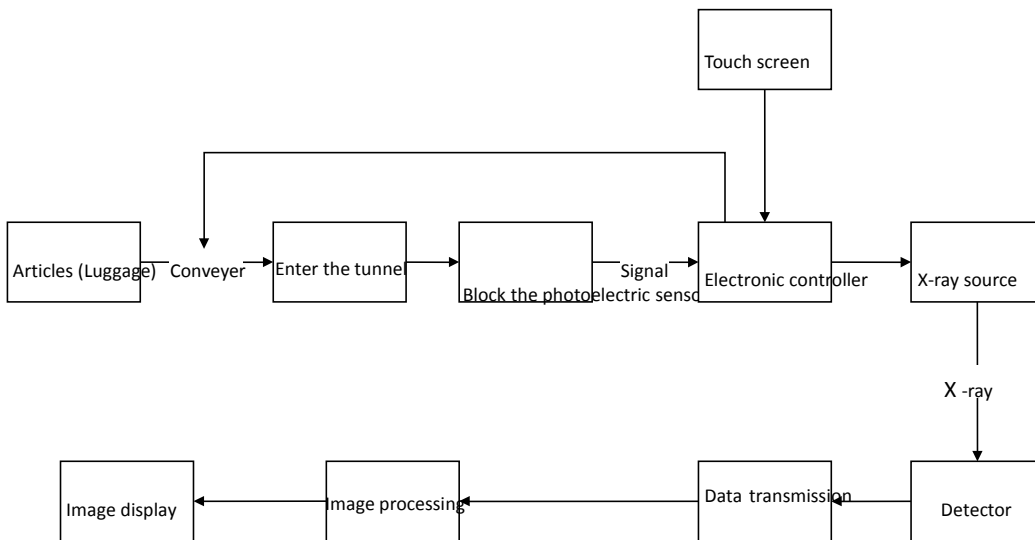 Touch screen
Articles (Luggage)
Conveyer
Enter the tunnel
Block the photoelectric senso
Signal
Electronic controller
X-ray source
X -ray
Image display
Image processing
Data transmission
Detector